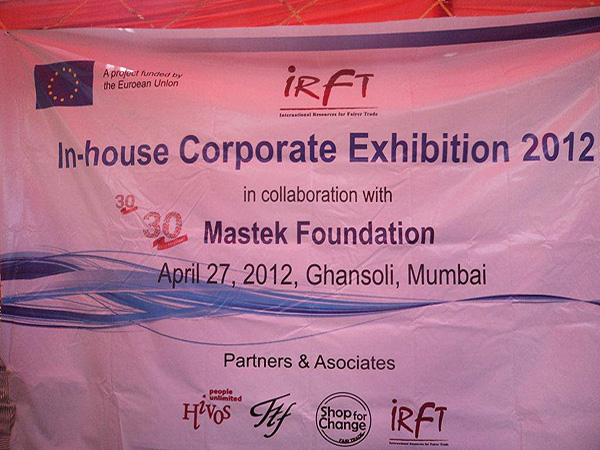 A project funded by
the Euroean Union
iRFT
International Resources for Fairer Trade
In-house Corporate Exhibition 2012
in collaboration with
30
30
Mastek Foundation
April 27, 2012, Ghansoli, Mumbai
Partners & Asociates
people
unlimited
Hivos
Shop for
Change
FAIR TRADE
iRFT
International Resources for Fairer Trade